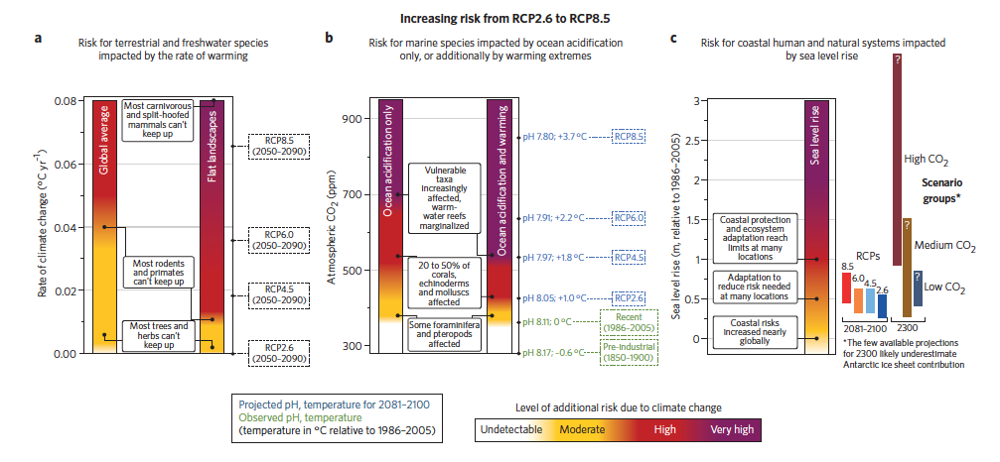 Increasing risk from RCP2.6 to RCP8.5
a
Risk for terrestrial and freshwater species
impacted by the rate of warming
Rate of climate change (°C yr⁻¹)
0.08
0.06
0.04
0.02
0.00
Global average
Flat landscapes
Most carnivorous
and split-hoofed
mammals can't
keep up
Most rodents
and primates
can't keep up
Most trees and
herbs can't
keep up
RCP8.5
(2050–2090)
RCP6.0
(2050–2090)
RCP4.5
(2050–2090)
RCP2.6
(2050–2090)
b
Risk for marine species impacted by ocean acidification
only, or additionally by warming extremes
Atmospheric CO₂ (ppm)
900
700
500
300
Ocean acidification only
Ocean acidification and warming
Vulnerable
taxa
increasingly
affected,
warm-
water reefs
marginalized
20 to 50% of
corals,
echinoderms
and molluscs
affected
Some foraminifera
and pteropods
affected
pH 7.80; +3.7 °C
RCP8.5
pH 7.91; +2.2 °C
RCP6.0
pH 7.97; +1.8 °C
RCP4.5
pH 8.05; +1.0 °C
RCP2.6
pH 8.11; 0 °C
Recent
(1986–2005)
pH 8.17; –0.6 °C
Pre-industrial
(1850–1900)
c
Risk for coastal human and natural systems impacted
by sea level rise
Sea level rise (m, relative to 1986–2005)
3
2.5
2
1.5
1
0.5
0
Sea level rise
Coastal protection
and ecosystem
adaptation reach
limits at many
locations
Adaptation to
reduce risk needed
at many locations
Coastal risks
increased nearly
globally
RCPs
8.5
6.0
4.5
2.6
2081–2100
?
?
?
2300
High CO₂
Scenario
groups*
Medium CO₂
Low CO₂
*The few available projections
for 2300 likely underestimate
Antarctic ice sheet contribution
Projected pH, temperature for 2081–2100
Observed pH, temperature
(temperature in °C relative to 1986–2005)
Level of additional risk due to climate change
Undetectable Moderate High Very high